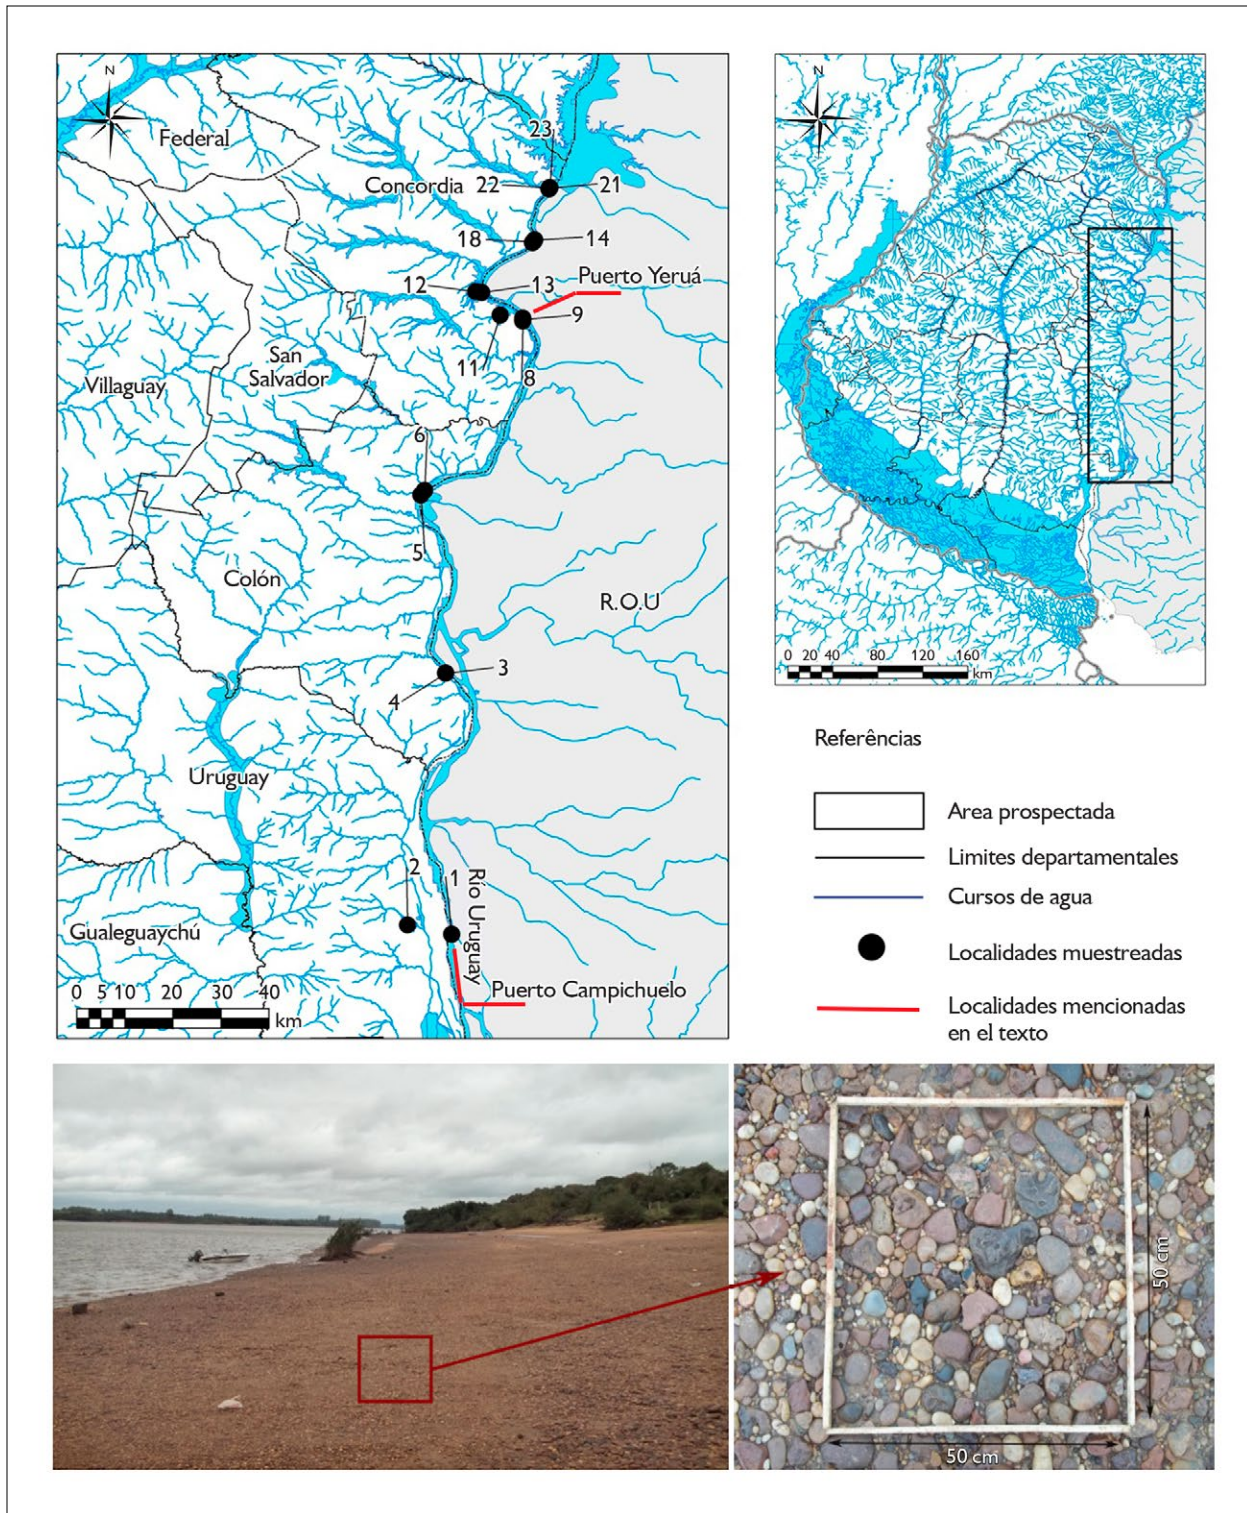 N
Federal
23
Concordia
22
21
18
14
Puerto Yeruá
12
13
9
11
8
San
Salvador
Villaguay
6
5
Colón
R.O.U
3
4
Uruguay
2
1
Río Uruguay
Gualeguaychú
Puerto Campichuelo
0 5 10 20 30 40
km
N
0 20 40 80 120 160
km
Referências
Area prospectada
Limites departamentales
Cursos de agua
Localidades muestreadas
Localidades mencionadas
en el texto
50 cm
50 cm